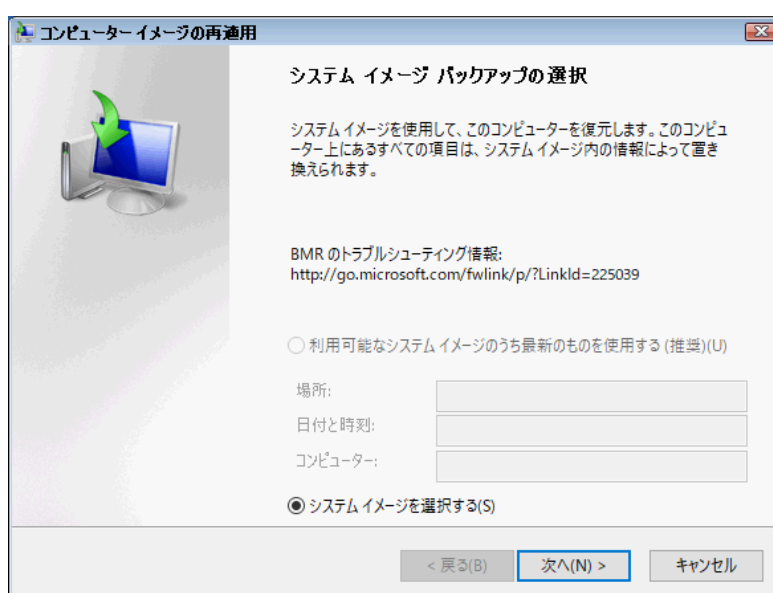 コンピューター イメージの再適用
システム イメージ バックアップの選択
システム イメージを使用して、このコンピューターを復元します。このコンピュ
ーター上にあるすべての項目は、システム イメージ内の情報によって置き
換えられます。
BMR のトラブルシューティング情報:
http://go.microsoft.com/fwlink/p/?LinkId=225039
利用可能なシステム イメージのうち最新のものを使用する (推奨)(U)
場所:
日付と時刻:
コンピューター:
システム イメージを選択する(S)
< 戻る(B) 次へ(N) > キャンセル